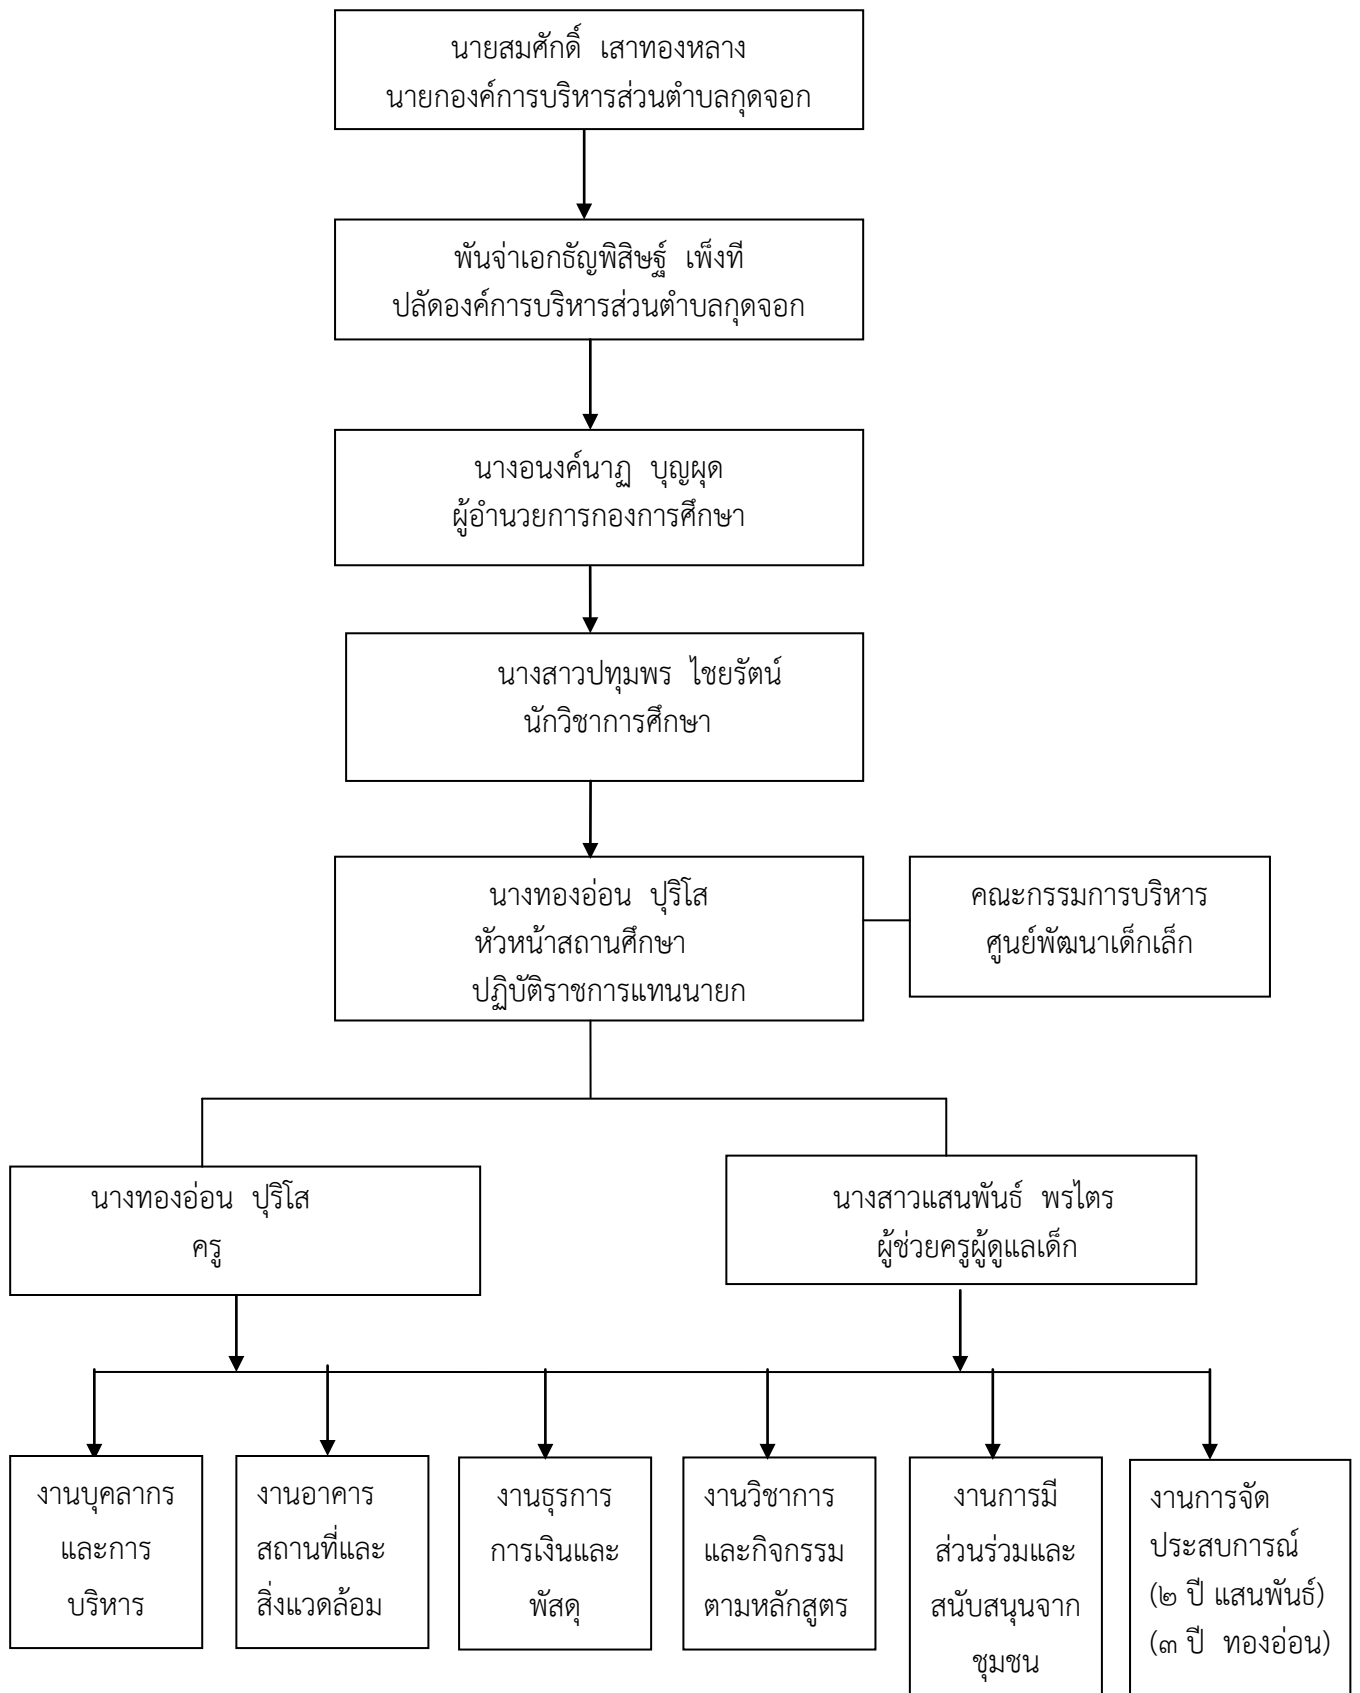 นายสมศักดิ์ เสาทองหลาง
นายกองค์การบริหารส่วนตำบลกุดจอก
พันจ่าเอกธัญพิสิษฐ์ เพ็งที
ปลัดองค์การบริหารส่วนตำบลกุดจอก
นางอนงค์นาฏ บุญผุด
ผู้อำนวยการกองการศึกษา
นางสาวปทุมพร ไชยรัตน์
นักวิชาการศึกษา
นางทองอ่อน ปุริโส
หัวหน้าสถานศึกษา
ปฏิบัติราชการแทนนายก
คณะกรรมการบริหาร
ศูนย์พัฒนาเด็กเล็ก
นางทองอ่อน ปุริโส
ครู
นางสาวแสนพันธ์ พรไตร
ผู้ช่วยครูผู้ดูแลเด็ก
งานบุคลากร
และการ
บริหาร
งานอาคาร
สถานที่และ
สิ่งแวดล้อม
งานธุรการ
การเงินและ
พัสดุ
งานวิชาการ
และกิจกรรม
ตามหลักสูตร
งานการมี
ส่วนร่วมและ
สนับสนุนจาก
ชุมชน
งานการจัด
ประสบการณ์
(๒ ปี แสนพันธ์)
(๓ ปี ทองอ่อน)